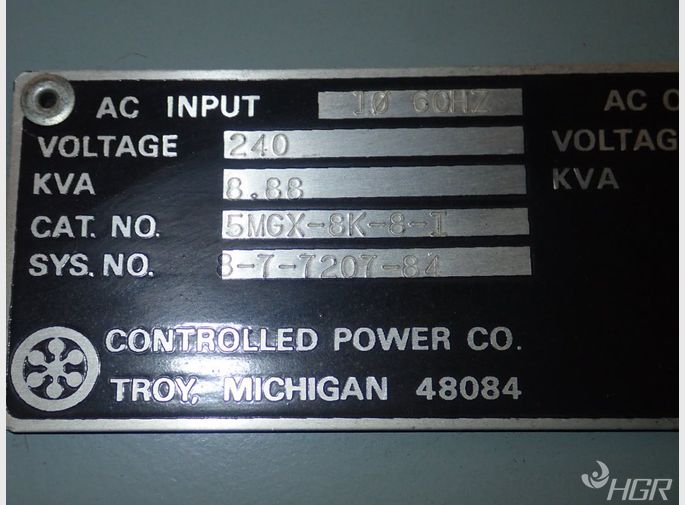 AC INPUT 1Ø 60HZ AC
VOLTAGE 240 VOLTAG
KVA 8.88 KVA
CAT. NO. 5MGX-8K-8-I
SYS. NO. 8-7-7207-84
CONTROLLED POWER CO.
TROY, MICHIGAN 48084
HGR